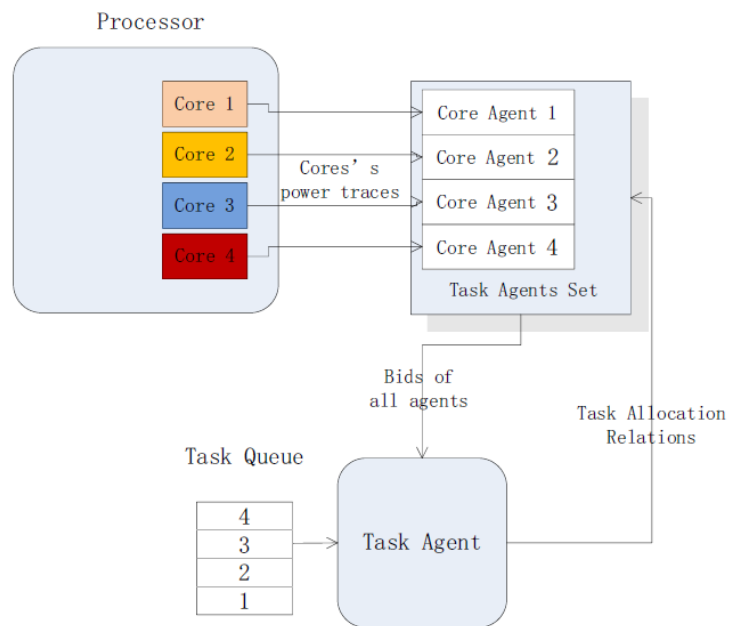 Processor
Core 1
Core 2
Core 3
Core 4
Cores's
power traces
Core Agent 1
Core Agent 2
Core Agent 3
Core Agent 4
Task Agents Set
Bids of
all agents
Task Allocation
Relations
Task Queue
4
3
2
1
Task Agent